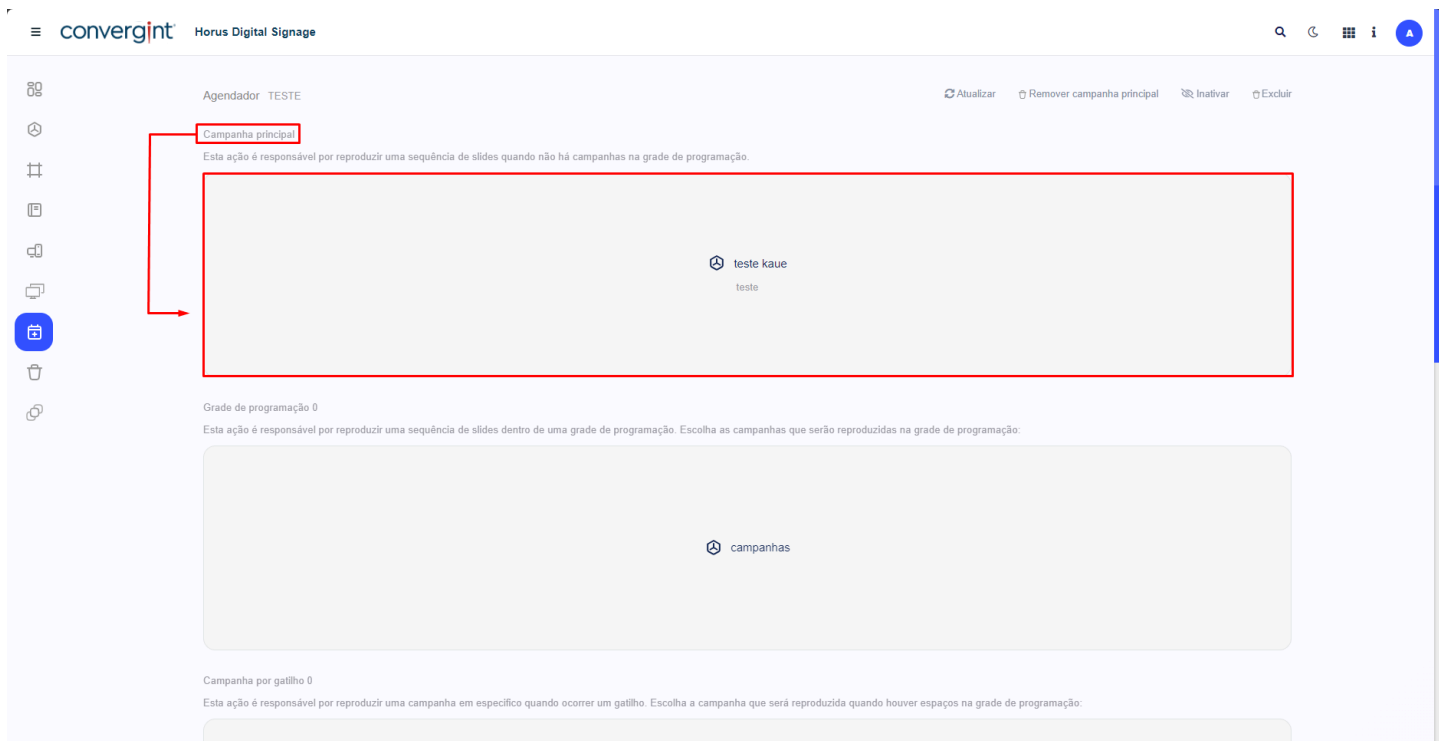 convergint Horus Digital Signage
A
Agendador TESTE
Atualizar Remover campanha principal Inativar Excluir
Campanha principal
Esta ação é responsável por reproduzir uma sequência de slides quando não há campanhas na grade de programação.
teste kaue
teste
Grade de programação 0
Esta ação é responsável por reproduzir uma sequência de slides dentro de uma grade de programação. Escolha as campanhas que serão reproduzidas na grade de programação:
campanhas
Campanha por gatilho 0
Esta ação é responsável por reproduzir uma campanha em específico quando ocorrer um gatilho. Escolha a campanha que será reproduzida quando houver espaços na grade de programação: